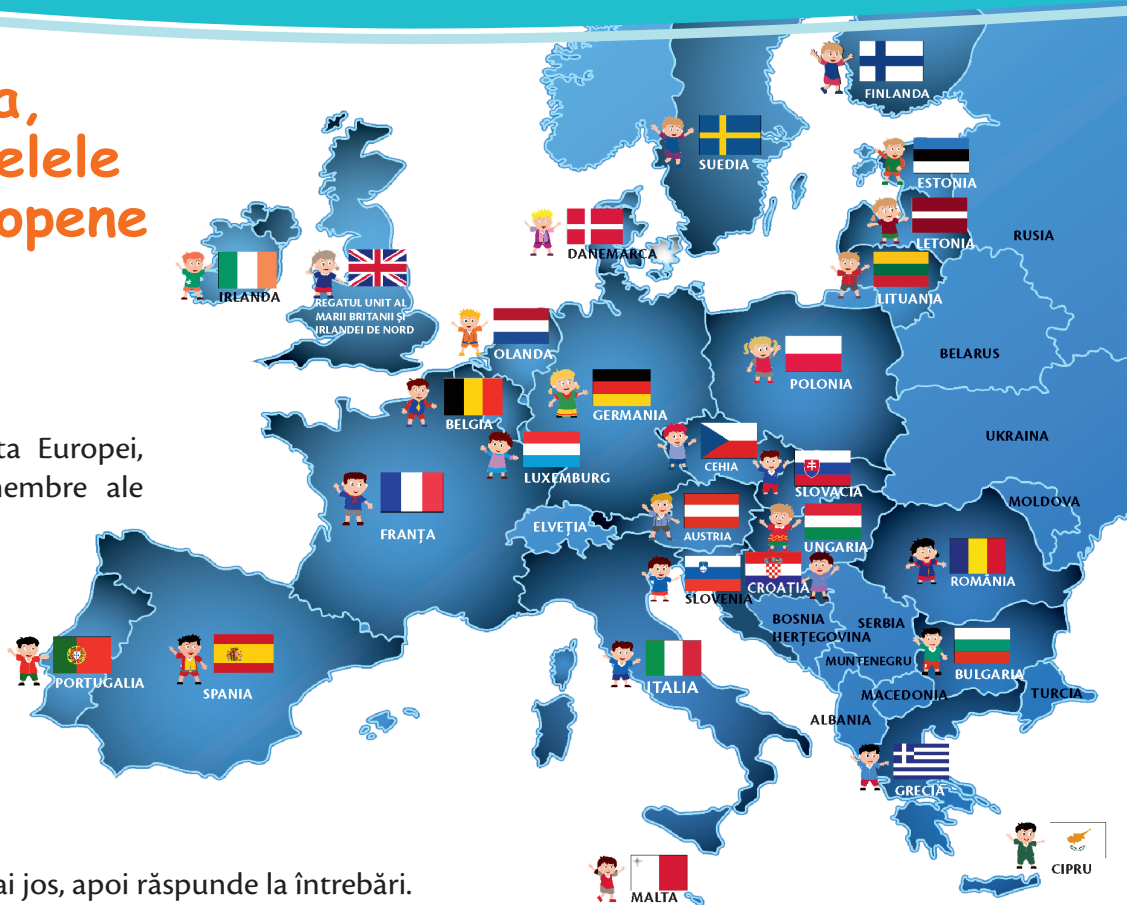 a,
elele
opene
ta Europei,
membre ale
FINLANDA
SUEDIA
ESTONIA
LETONIA
RUSIA
DANEMARCA
LITUANIA
IRLANDA
REGATUL UNIT AL
MARII BRITANII ȘI
IRLANDEI DE NORD
OLANDA
BELARUS
POLONIA
GERMANIA
BELGIA
UKRAINA
CEHIA
LUXEMBURG
SLOVACIA
MOLDOVA
FRANȚA
ELVEȚIA
AUSTRIA
UNGARIA
ROMÂNIA
CROAȚIA
SLOVENIA
BOSNIA
HERȚEGOVINA
SERBIA
MUNTENEGRU
BULGARIA
PORTUGALIA
SPANIA
ITALIA
MACEDONIA
TURCIA
ALBANIA
GRECIA
CIPRU
MALTA
ai jos, apoi răspunde la întrebări.